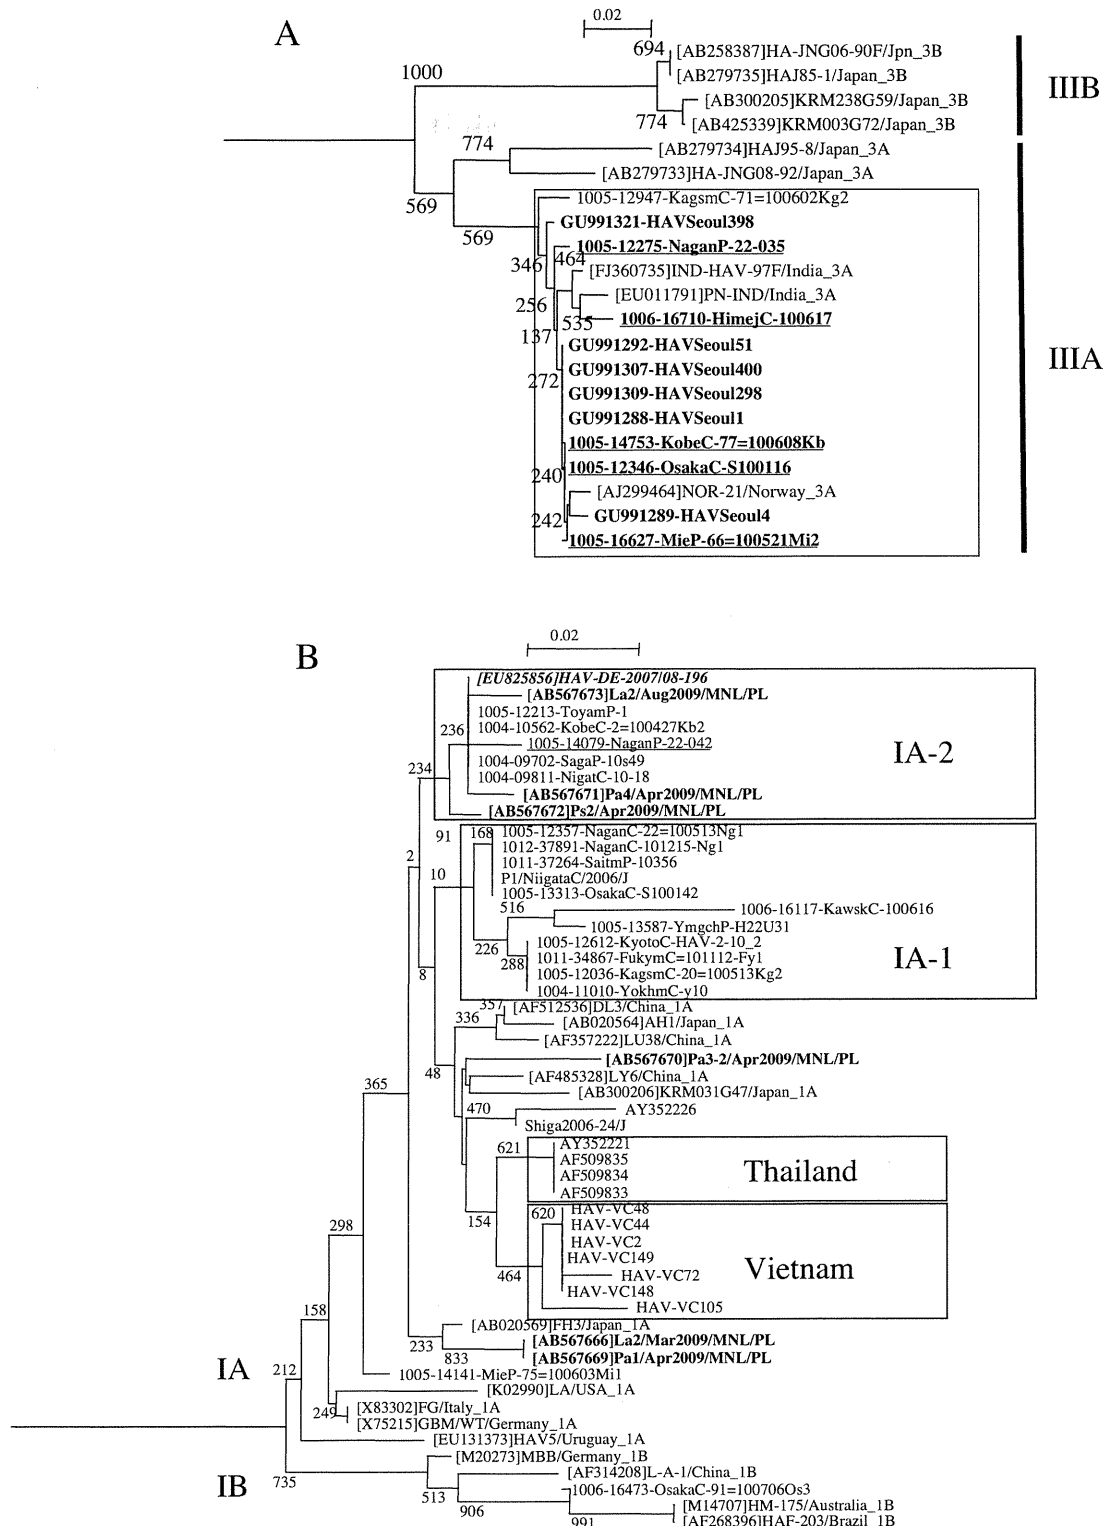 A
0.02
694
[AB258387]HA-JNG06-90F/Jpn_3B
1000
[AB279735]HAJ85-1/Japan_3B
IIIB
[AB300205]KRM238G59/Japan_3B
774
[AB425339]KRM003G72/Japan_3B
774
[AB279734]HAJ95-8/Japan_3A
[AB279733]HA-JNG08-92/Japan_3A
569
1005-12947-KagsmC-71=100602Kg2
GU991321-HAVSeoul398
569
1005-12275-NaganP-22-035
346
464
[FJ360735]IND-HAV-97F/India_3A
[EU011791]PN-IND/India_3A
256
535
1006-16710-HimejC-100617
137
GU991292-HAVSeoul51
IIIA
GU991307-HAVSeoul400
272
GU991309-HAVSeoul298
GU991288-HAVSeoul1
1005-14753-KobeC-77=100608Kb
1005-12346-OsakaC-S100116
240
[AJ299464]NOR-21/Norway_3A
GU991289-HAVSeoul4
242
1005-16627-MieP-66=100521Mi2
B
0.02
[EU825856]HAV-DE-2007/08-196
[AB567673]La2/Aug2009/MNL/PL
1005-12213-ToyamP-1
236
1004-10562-KobeC-2=100427Kb2
1005-14079-NaganP-22-042
IA-2
1004-09702-SagaP-10s49
234
1004-09811-NigatC-10-18
[AB567671]Pa4/Apr2009/MNL/PL
[AB567672]Ps2/Apr2009/MNL/PL
91
168
1005-12357-NaganC-22=100513Ng1
1012-37891-NaganC-101215-Ng1
2
1011-37264-SaitmP-10356
10
P1/NiigataC/2006/J
1005-13313-OsakaC-S100142
516
1006-16117-KawskC-100616
1005-13587-YmgchP-H22U31
226
1005-12612-KyotoC-HAV-2-10_2
288
1011-34867-FukymC=101112-Fy1
IA-1
8
1005-12036-KagsmC-20=100513Kg2
1004-11010-YokhmC-y10
357
[AF512536]DL3/China_1A
336
[AB020564]AH1/Japan_1A
[AF357222]LU38/China_1A
[AB567670]Pa3-2/Apr2009/MNL/PL
48
[AF485328]LY6/China_1A
365
[AB300206]KRM031G47/Japan_1A
470
AY352226
Shiga2006-24/J
621
AY352221
AF509835
Thailand
AF509834
AF509833
154
620
HAV-VC48
HAV-VC44
298
HAV-VC2
HAV-VC149
Vietnam
464
HAV-VC72
HAV-VC148
HAV-VC105
158
[AB020569]FH3/Japan_1A
233
[AB567666]La2/Mar2009/MNL/PL
833
[AB567669]Pa1/Apr2009/MNL/PL
IA
212
1005-14141-MieP-75=100603Mi1
[K02990]LA/USA_1A
249
[X83302]FG/Italy_1A
[X75215]GBM/WT/Germany_1A
[EU131373]HAV5/Uruguay_1A
[M20273]MBB/Germany_1B
IB
735
[AF314208]L-A-1/China_1B
513
1006-16473-OsakaC-91=100706Os3
906
[M14707]HM-175/Australia_1B
991
[AF268396]HAF-203/Brazil_1B